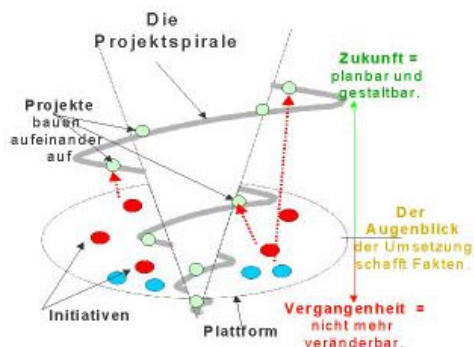 Die
Projektspirale
Zukunft =
planbar und
gestaltbar.
Projekte
bauen
aufeinander
auf
Der
Augenblick
der Umsetzung
schafft Fakten.
Initiativen
Plattform
Vergangenheit =
nicht mehr
veränderbar.